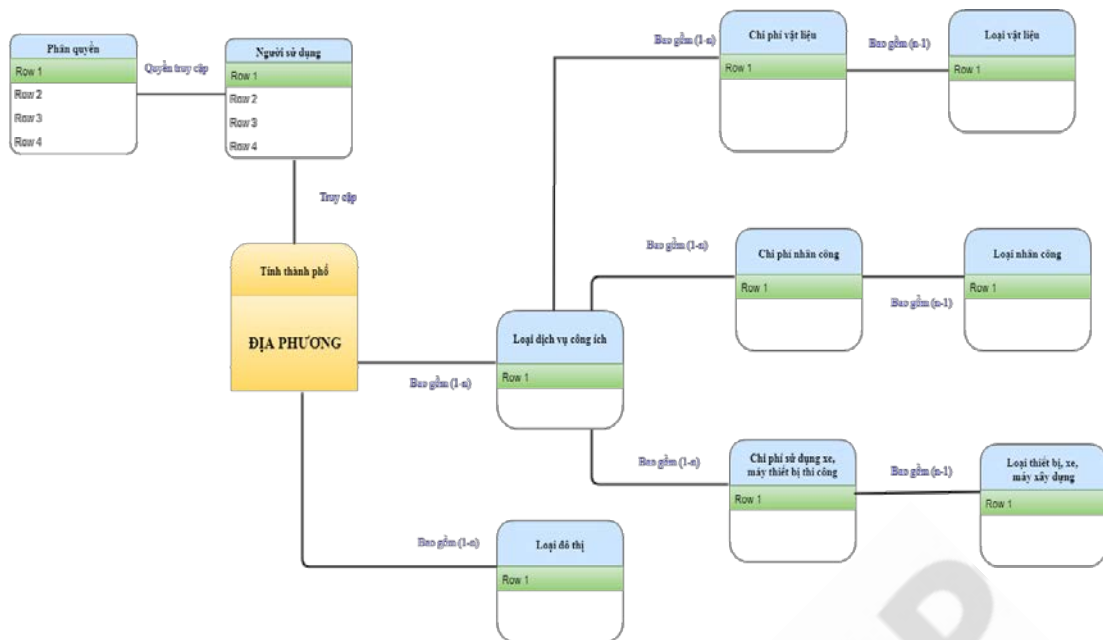 Phân quyền
Row 1
Row 2
Row 3
Row 4
Quyền truy cập
Người sử dụng
Row 1
Row 2
Row 3
Row 4
Truy cập
Tỉnh thành phố
ĐỊA PHƯƠNG
Bao gồm (1-n)
Loại dịch vụ công ích
Row 1
Bao gồm (1-n)
Loại đô thị
Row 1
Bao gồm (1-n)
Chi phí vật liệu
Row 1
Bao gồm (n-1)
Loại vật liệu
Row 1
Bao gồm (1-n)
Chi phí nhân công
Row 1
Bao gồm (n-1)
Loại nhân công
Row 1
Bao gồm (1-n)
Chi phí sử dụng xe,
máy thiết bị thi công
Row 1
Bao gồm (n-1)
Loại thiết bị, xe,
máy xây dựng
Row 1